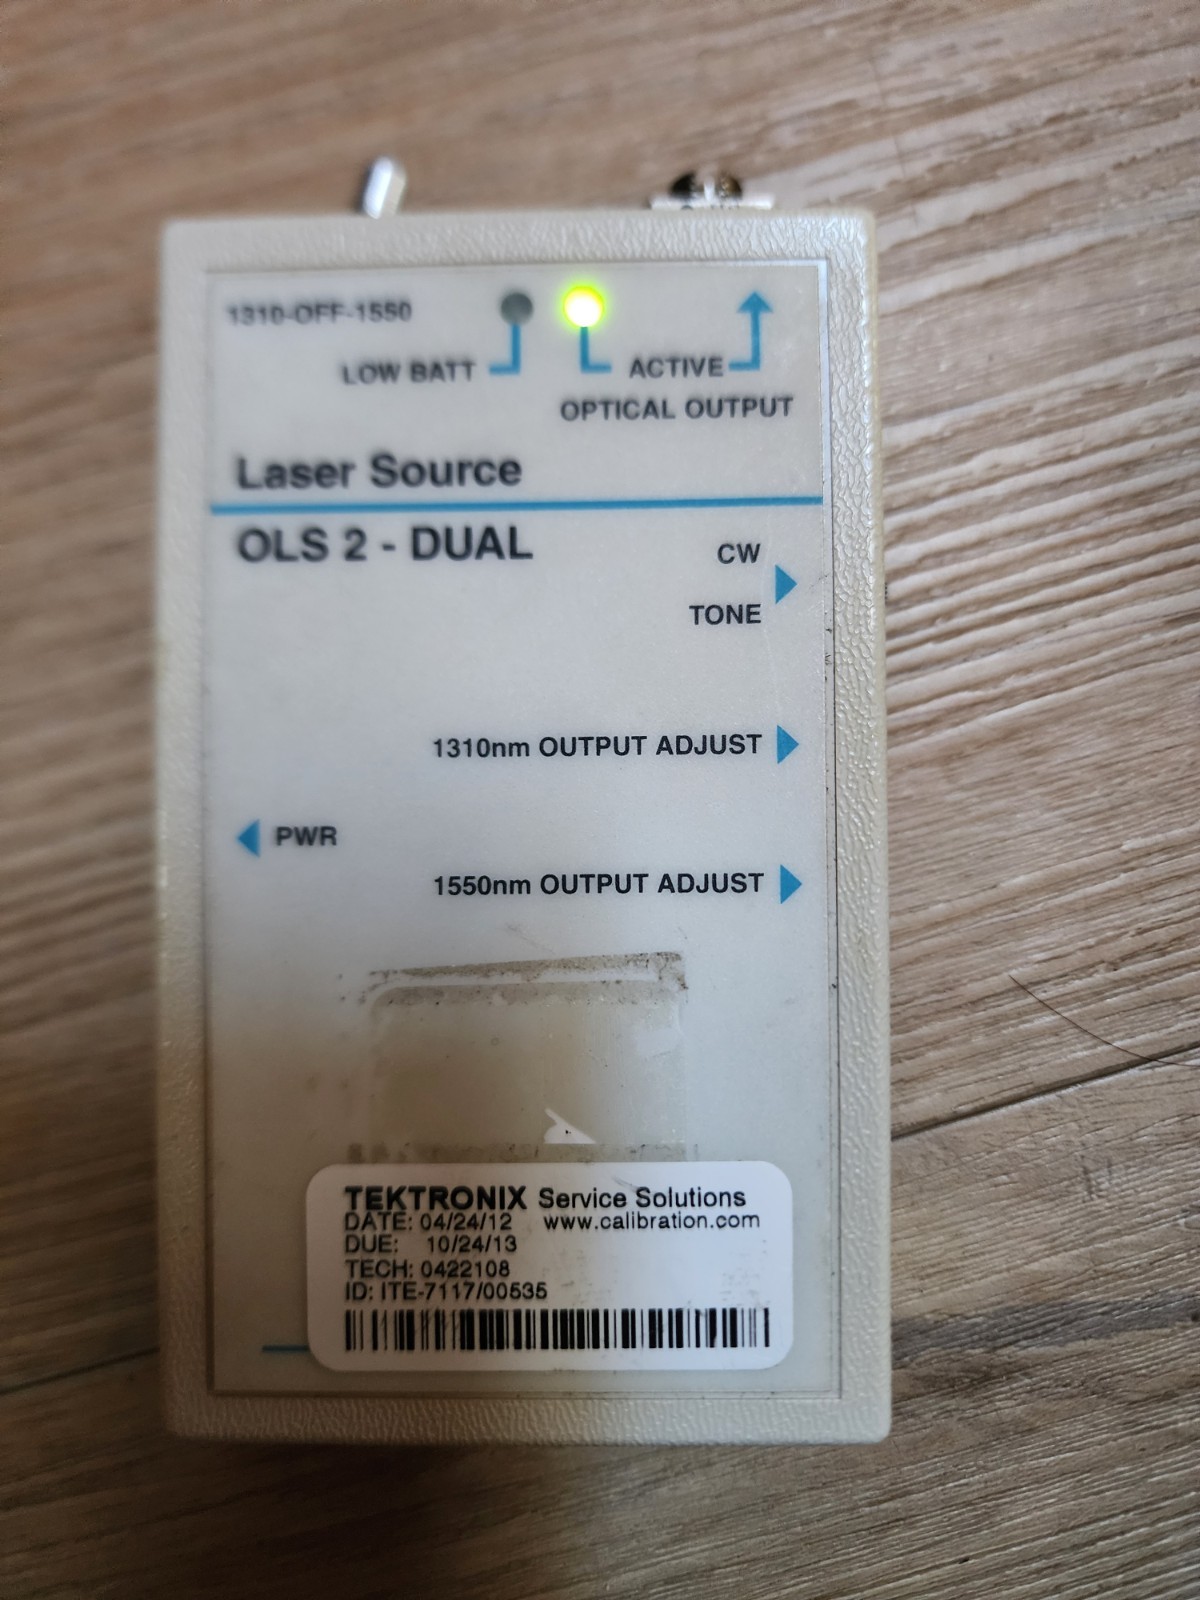 1310-OFF-1550
LOW BATT
ACTIVE
OPTICAL OUTPUT
Laser Source
OLS 2 - DUAL
CW
TONE
1310nm OUTPUT ADJUST
PWR
1550nm OUTPUT ADJUST
TEKTRONIX Service Solutions
DATE: 04/24/12 www.calibration.com
DUE: 10/24/13
TECH: 0422108
ID: ITE-7117/00535